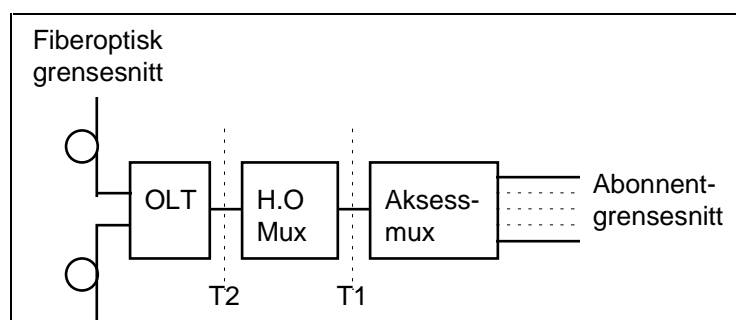 Fiberoptisk
grensesnitt
OLT
H.O
Mux
Aksess-
mux
Abonnent-
grensesnitt
T2
T1